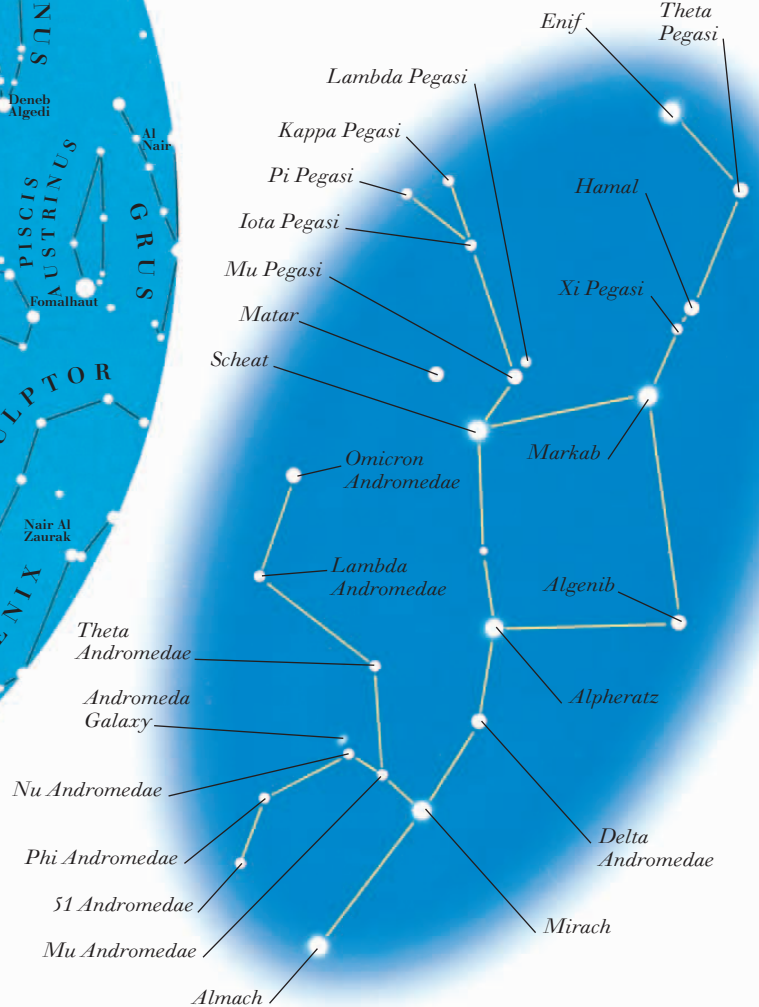 NUS
Deneb
Algedi
Al
Nair
PISCIS
AUSTRINUS
GRUS
Fomalhaut
ULPTOR
Nair Al
Zaurak
ENIX
Enif
Theta
Pegasi
Lambda Pegasi
Kappa Pegasi
Pi Pegasi
Hamal
Iota Pegasi
Mu Pegasi
Xi Pegasi
Matar
Scheat
Markab
Omicron
Andromedae
Lambda
Andromedae
Algenib
Theta
Andromedae
Alpheratz
Andromeda
Galaxy
Nu Andromedae
Delta
Andromedae
Phi Andromedae
51 Andromedae
Mirach
Mu Andromedae
Almach